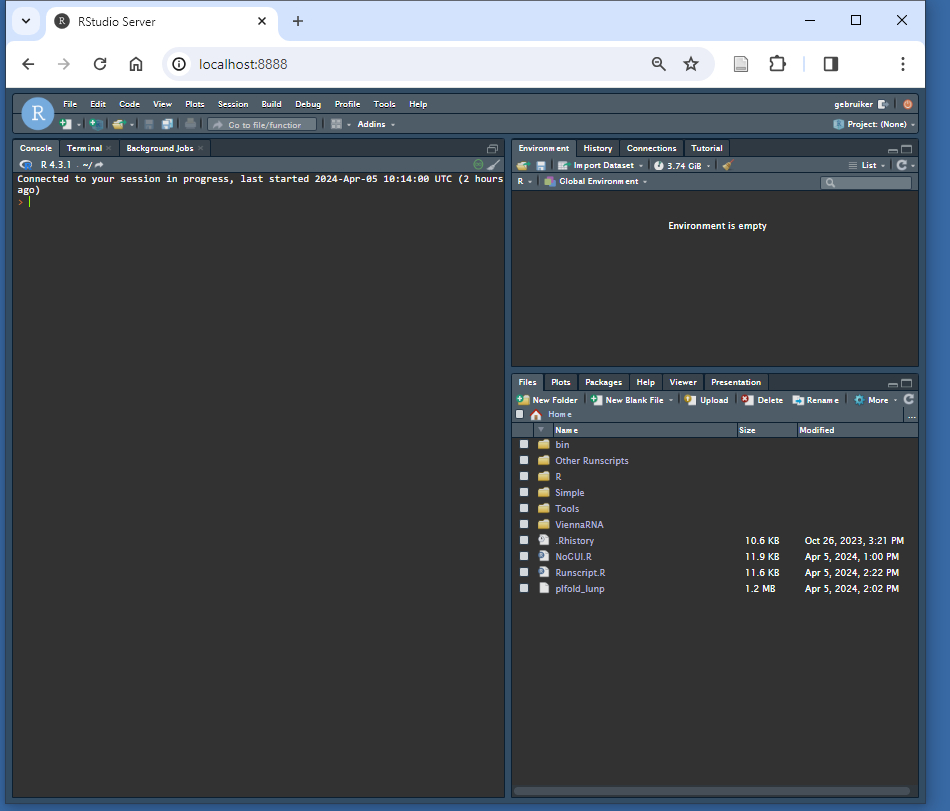 RStudio Server
localhost:8888
R
File Edit Code View Plots Session Build Debug Profile Tools Help
gebruiker
Go to file/function
Addins
Project: (None)
Console Terminal Background Jobs
R 4.3.1 · ~/
Connected to your session in progress, last started 2024-Apr-05 10:14:00 UTC (2 hours
ago)
>
Environment History Connections Tutorial
Import Dataset 3.74 GiB List
R Global Environment
Environment is empty
Files Plots Packages Help Viewer Presentation
New Folder New Blank File Upload Delete Rename More
Home ...
Name Size Modified
bin
Other Runscripts
R
Simple
Tools
ViennaRNA
.Rhistory 10.6 KB Oct 26, 2023, 3:21 PM
NoGUI.R 11.9 KB Apr 5, 2024, 1:00 PM
Runscript.R 11.6 KB Apr 5, 2024, 2:22 PM
plfold_lunp 1.2 MB Apr 5, 2024, 2:02 PM